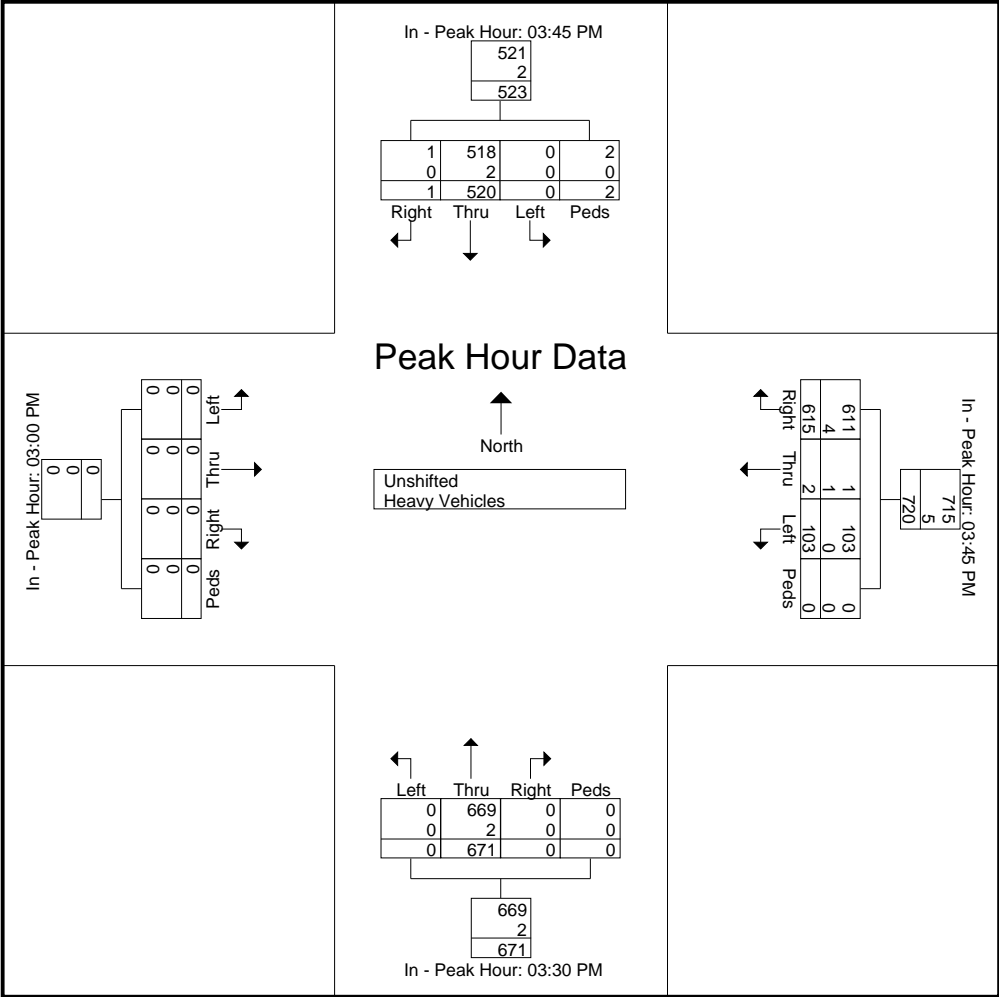 In - Peak Hour: 03:45 PM
521
2
523
1 518 0 2
0 2 0 0
1 520 0 2
Right Thru Left Peds
Peak Hour Data
North
Unshifted
Heavy Vehicles
In - Peak Hour: 03:00 PM
0
0
0
Left Thru Right Peds
0 0 0 0
0 0 0 0
0 0 0 0
In - Peak Hour: 03:45 PM
715
5
720
611 1 103 0
4 1 0 0
615 2 103 0
Right Thru Left Peds
Left Thru Right Peds
0 669 0 0
0 2 0 0
0 671 0 0
669
2
671
In - Peak Hour: 03:30 PM